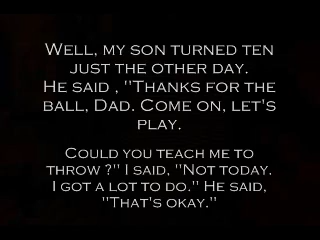 Well, my son turned ten
just the other day.
He said , "Thanks for the
ball, Dad. Come on, let's
play.
Could you teach me to
throw ?" I said, "Not today.
I got a lot to do." He said,
"That's okay."